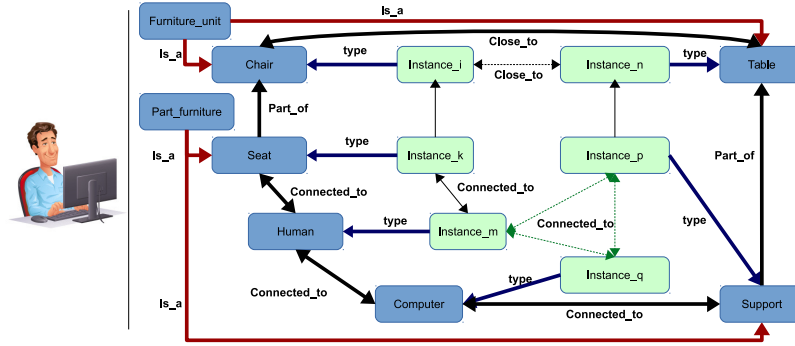 Furniture_unit
Is_a
Close_to
Is_a
Chair
type
Instance_i
Close_to
Instance_n
type
Table
Part_furniture
Part_of
Is_a
Seat
type
Instance_k
Instance_p
Part_of
Connected_to
Connected_to
Human
type
Instance_m
Connected_to
type
Connected_to
type
Instance_q
Is_a
Computer
Connected_to
Support